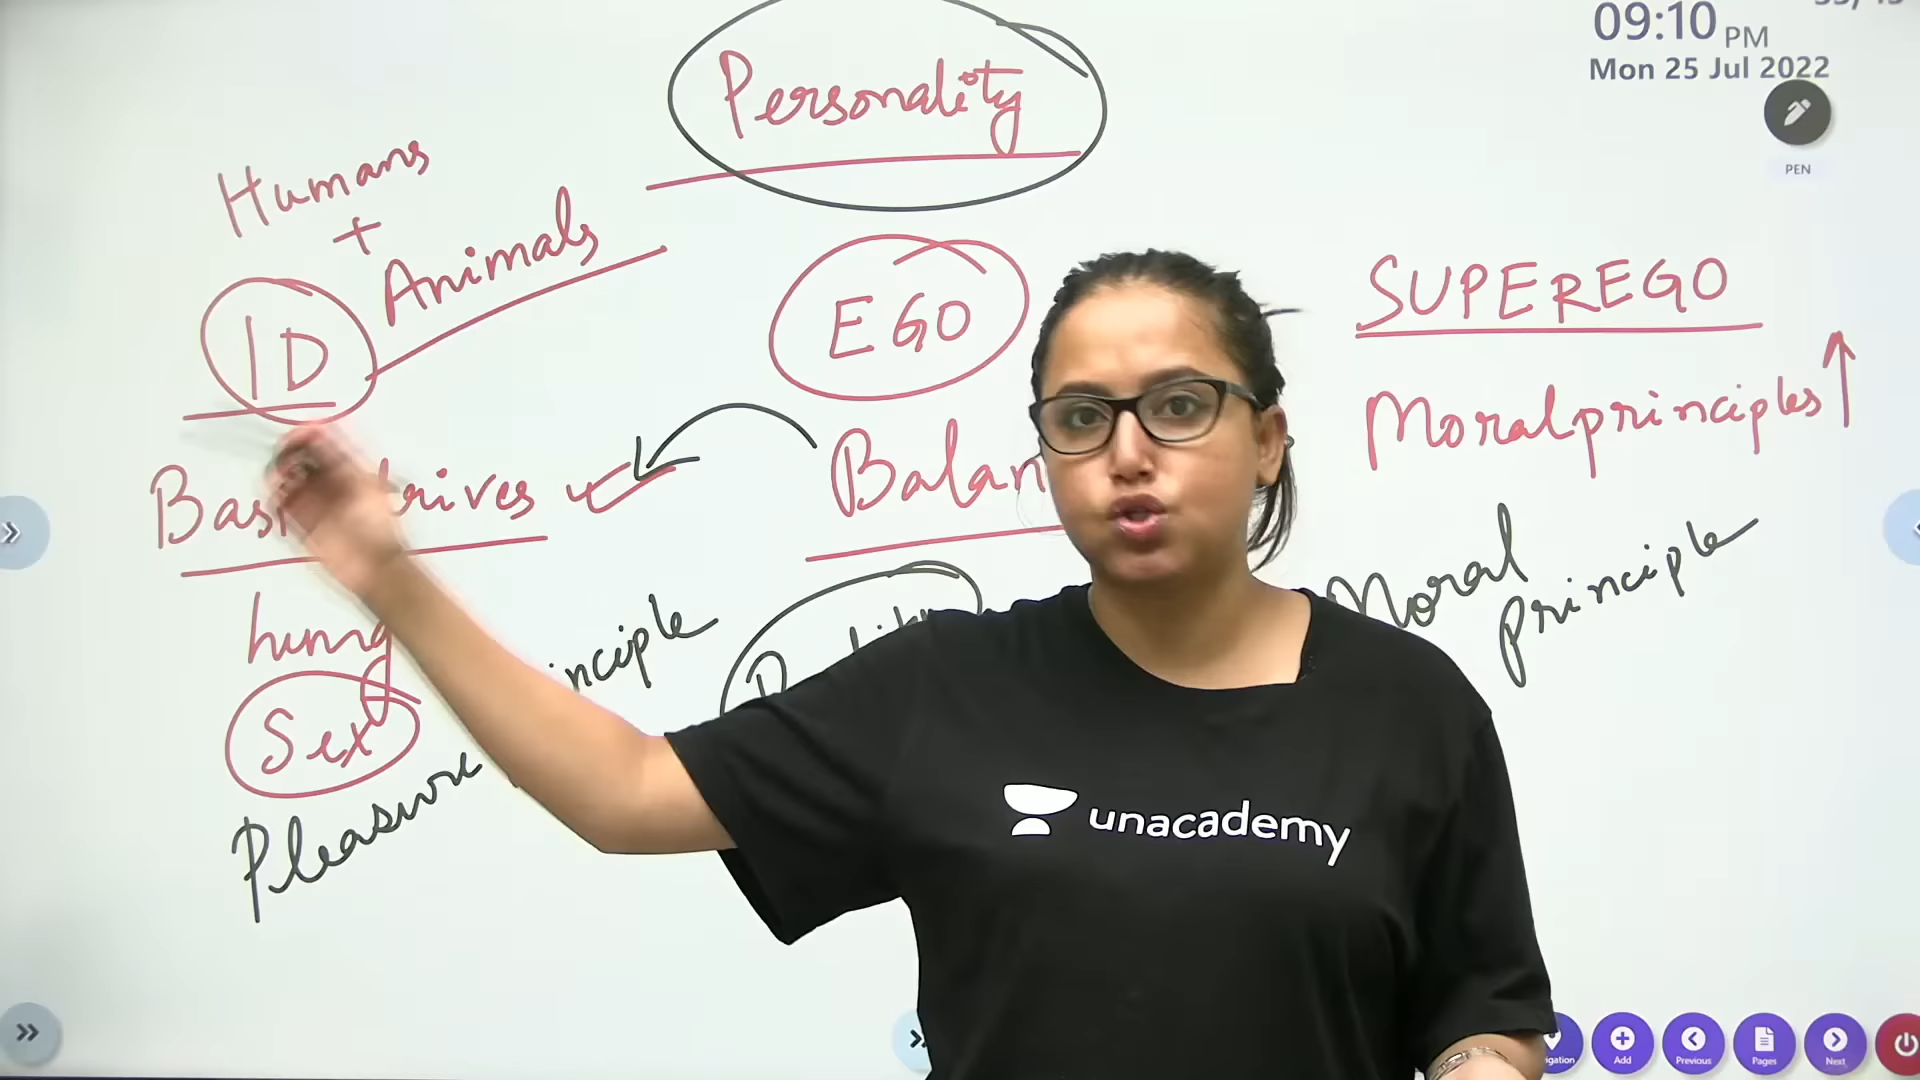 09:10 PM
Mon 25 Jul 2022
PEN
Personality
Humans
+
Animals
ID
EGO
SUPEREGO
Moral principles
hung
Sex
Pleasure
Moral
principle
unacademy
Add
Previous
Pages
Next